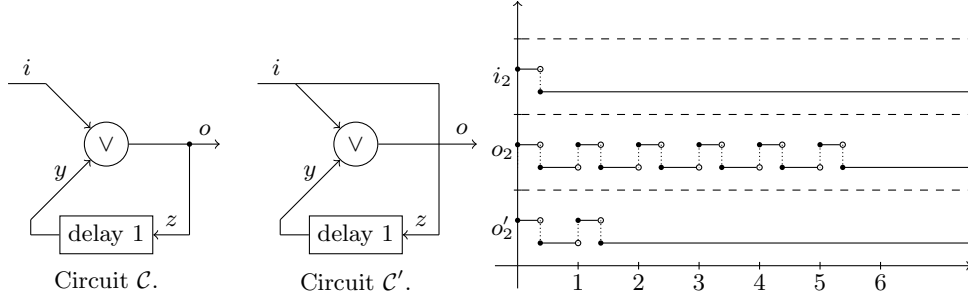 i
∨
o
y
z
delay 1
Circuit 𝒞.
i
∨
o
y
z
delay 1
Circuit 𝒞′.
i₂
o₂
o′₂
1 2 3 4 5 6